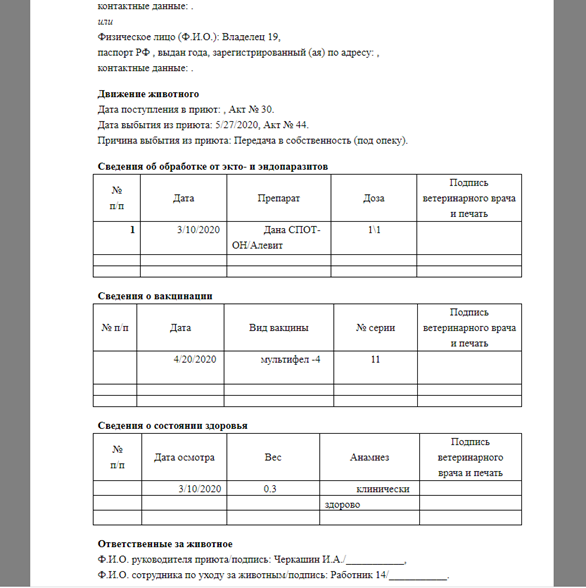 контактные данные: .
или
Физическое лицо (Ф.И.О.): Владелец 19,
паспорт РФ , выдан года, зарегистрированный (ая) по адресу: ,
контактные данные: .
Движение животного
Дата поступления в приют: , Акт № 30.
Дата выбытия из приюта: 5/27/2020, Акт № 44.
Причина выбытия из приюта: Передача в собственность (под опеку).
Сведения об обработке от экто- и эндопаразитов
№ п/п Дата Препарат Доза Подпись ветеринарного врача и печать
1 3/10/2020 Дана СПОТ- 1\1
ОН/Алевит
Сведения о вакцинации
№ п/п Дата Вид вакцины № серии Подпись ветеринарного врача и печать
4/20/2020 мультифел -4 11
Сведения о состоянии здоровья
№ п/п Дата осмотра Вес Анамнез Подпись ветеринарного врача и печать
3/10/2020 0.3 клинически
здорово
Ответственные за животное
Ф.И.О. руководителя приюта/подпись: Черкашин И.А./____________,
Ф.И.О. сотрудника по уходу за животным/подпись: Работник 14/____________.